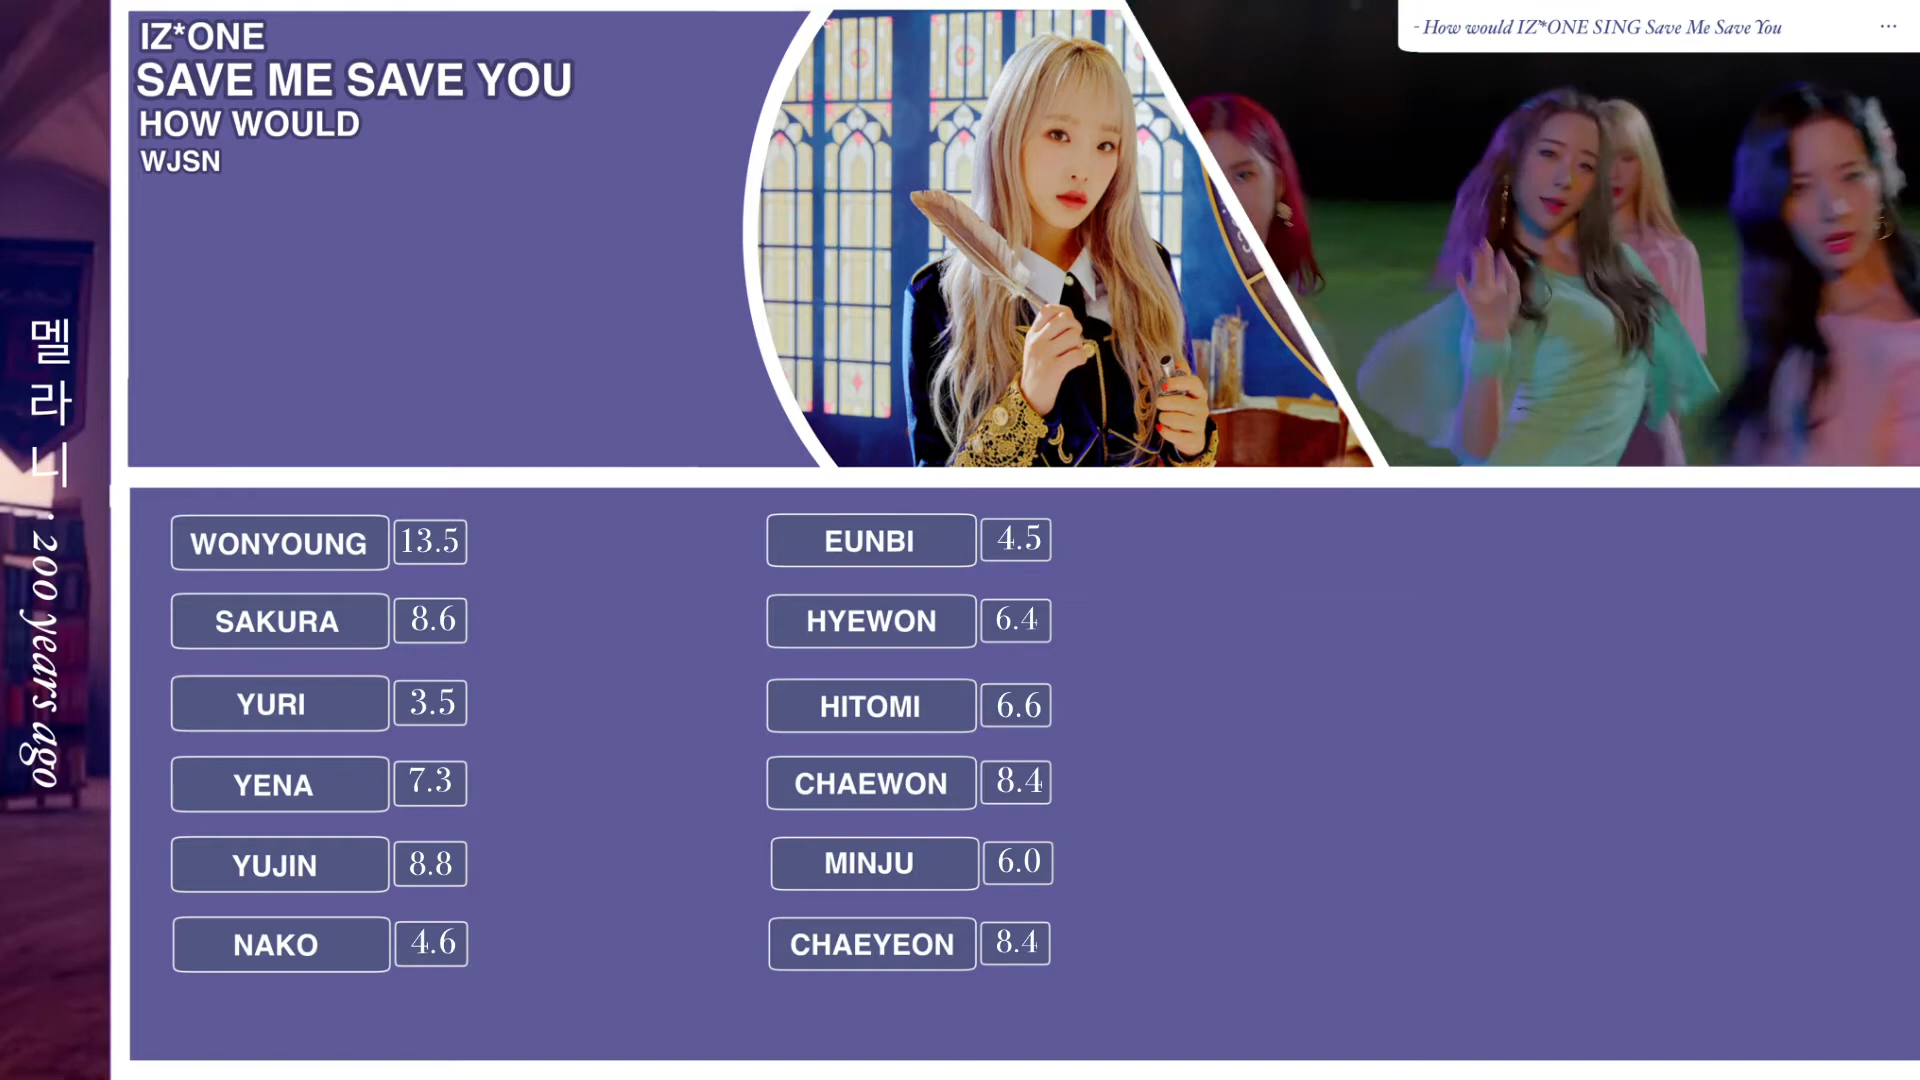 IZ*ONE
SAVE ME SAVE YOU
HOW WOULD
WJSN
- How would IZ*ONE SING Save Me Save You
...
멜라니 : 200 years ago
WONYOUNG 13.5
SAKURA 8.6
YURI 3.5
YENA 7.3
YUJIN 8.8
NAKO 4.6
EUNBI 4.5
HYEWON 6.4
HITOMI 6.6
CHAEWON 8.4
MINJU 6.0
CHAEYEON 8.4